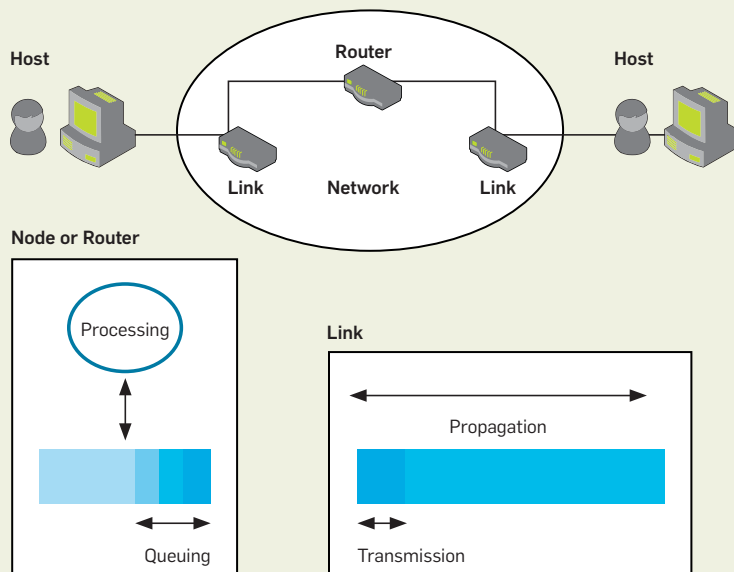 Host
Router
Host
Link
Network
Link
Node or Router
Processing
Queuing
Link
Propagation
Transmission